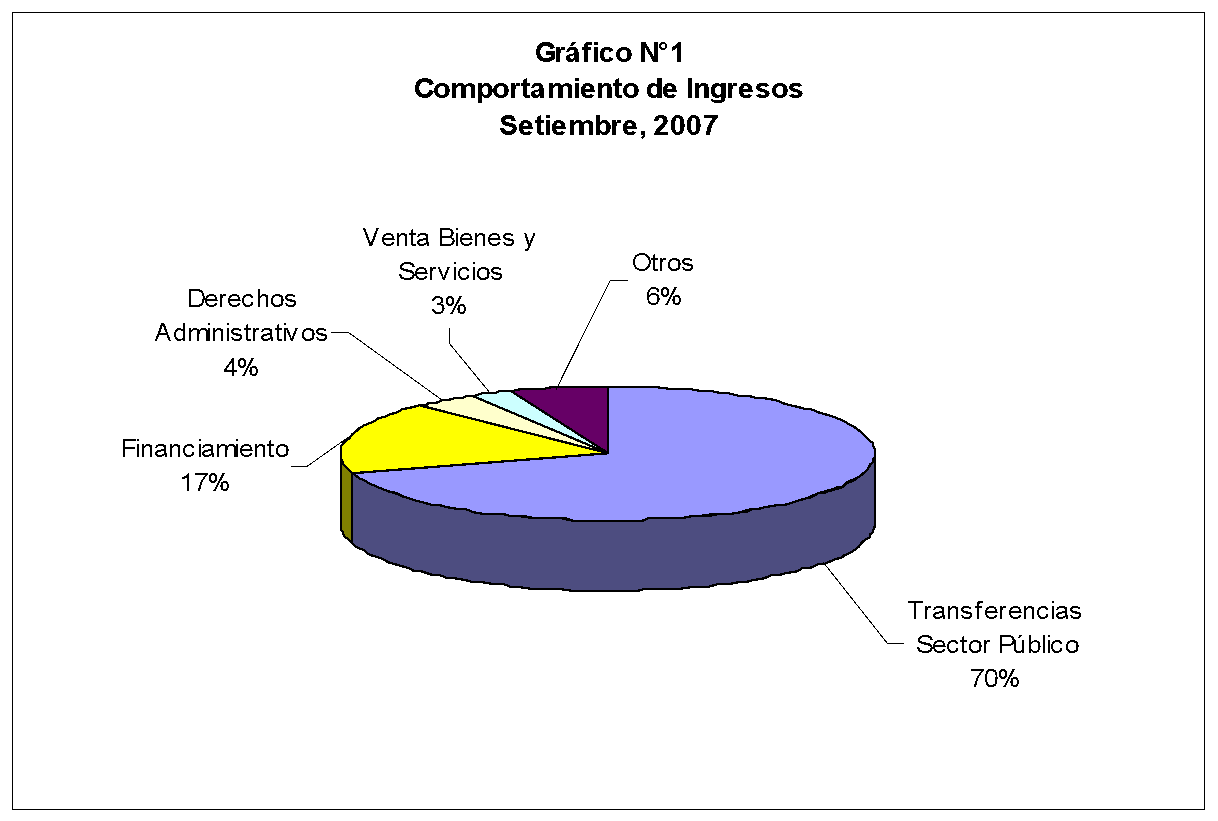 Gráfico N°1
Comportamiento de Ingresos
Setiembre, 2007
Venta Bienes y
Servicios
3%
Otros
6%
Derechos
Administrativos
4%
Financiamiento
17%
Transferencias
Sector Público
70%